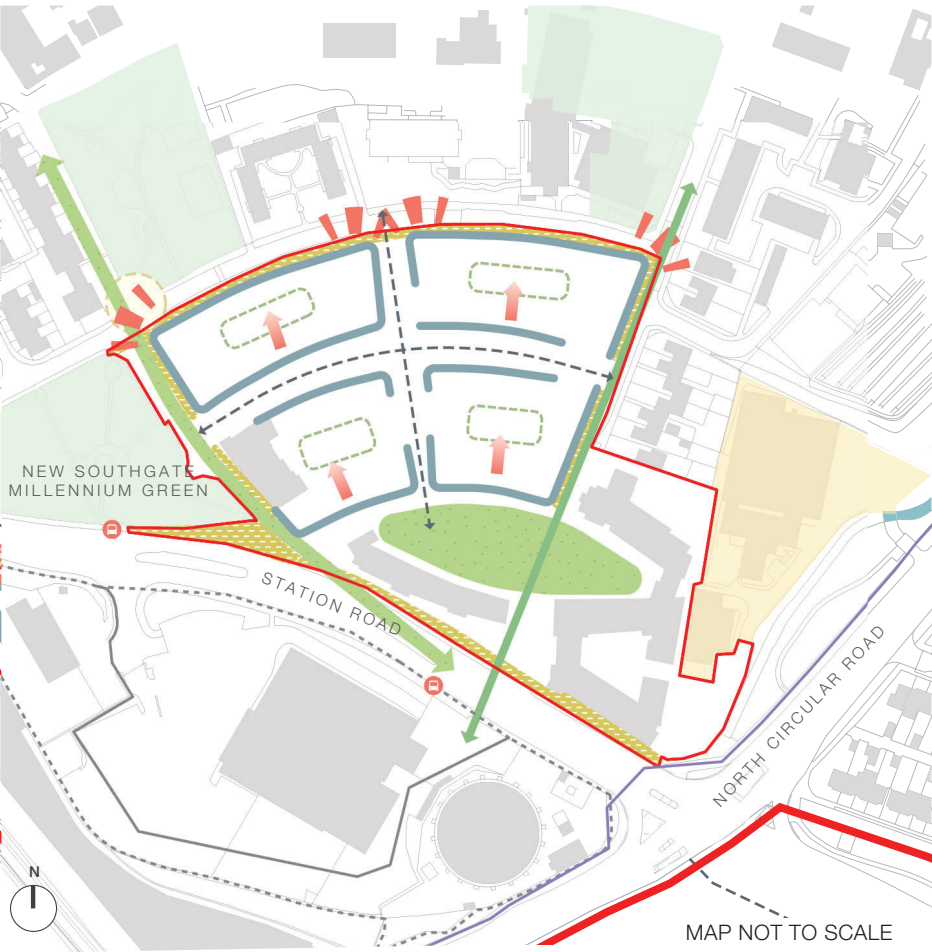 NEW SOUTHGATE
MILLENNIUM GREEN
STATION ROAD
NORTH CIRCULAR ROAD
N
MAP NOT TO SCALE